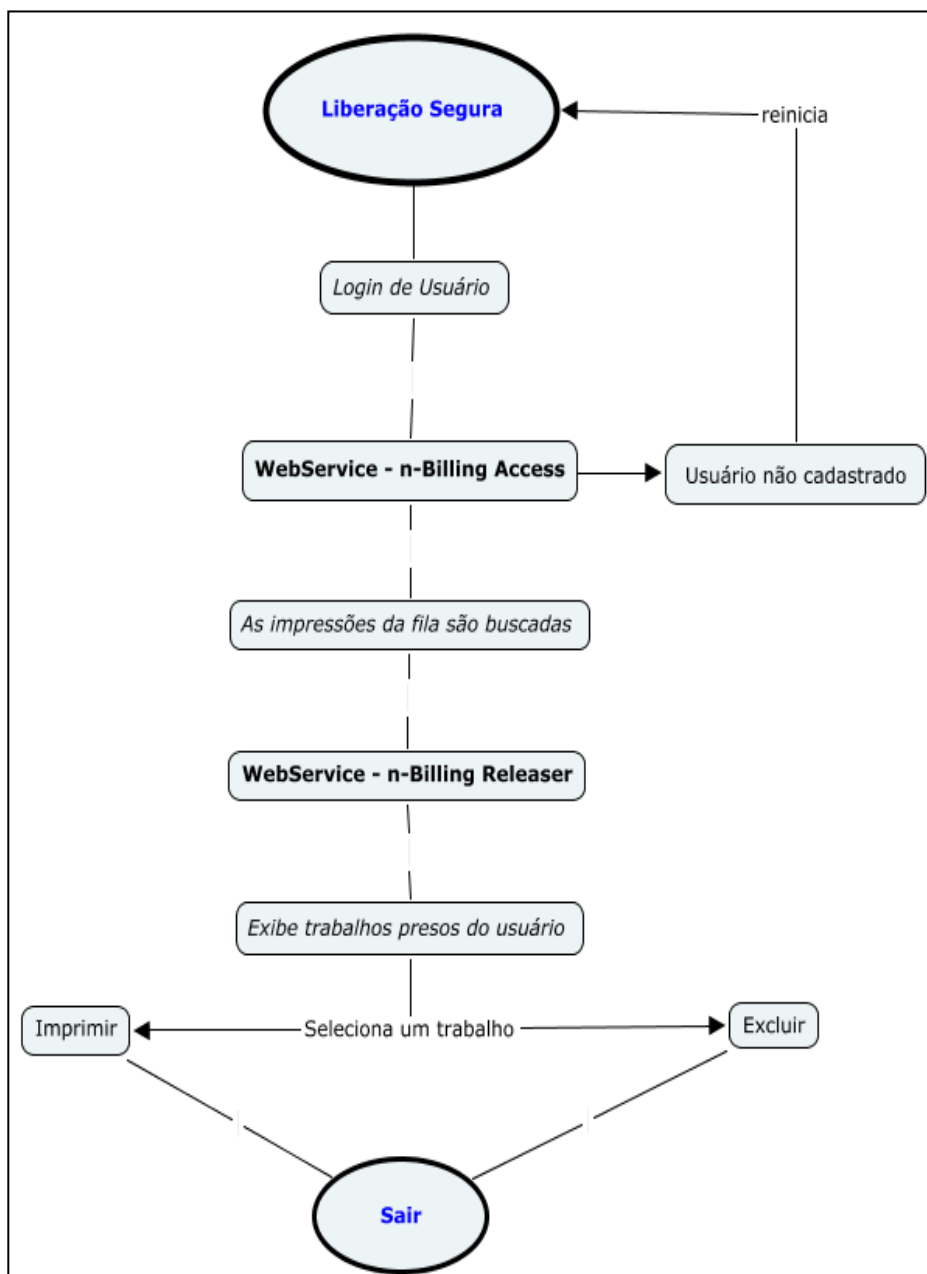 Liberação Segura
reinicia
Login de Usuário
WebService - n-Billing Access
Usuário não cadastrado
As impressões da fila são buscadas
WebService - n-Billing Releaser
Exibe trabalhos presos do usuário
Imprimir
Seleciona um trabalho
Excluir
Sair